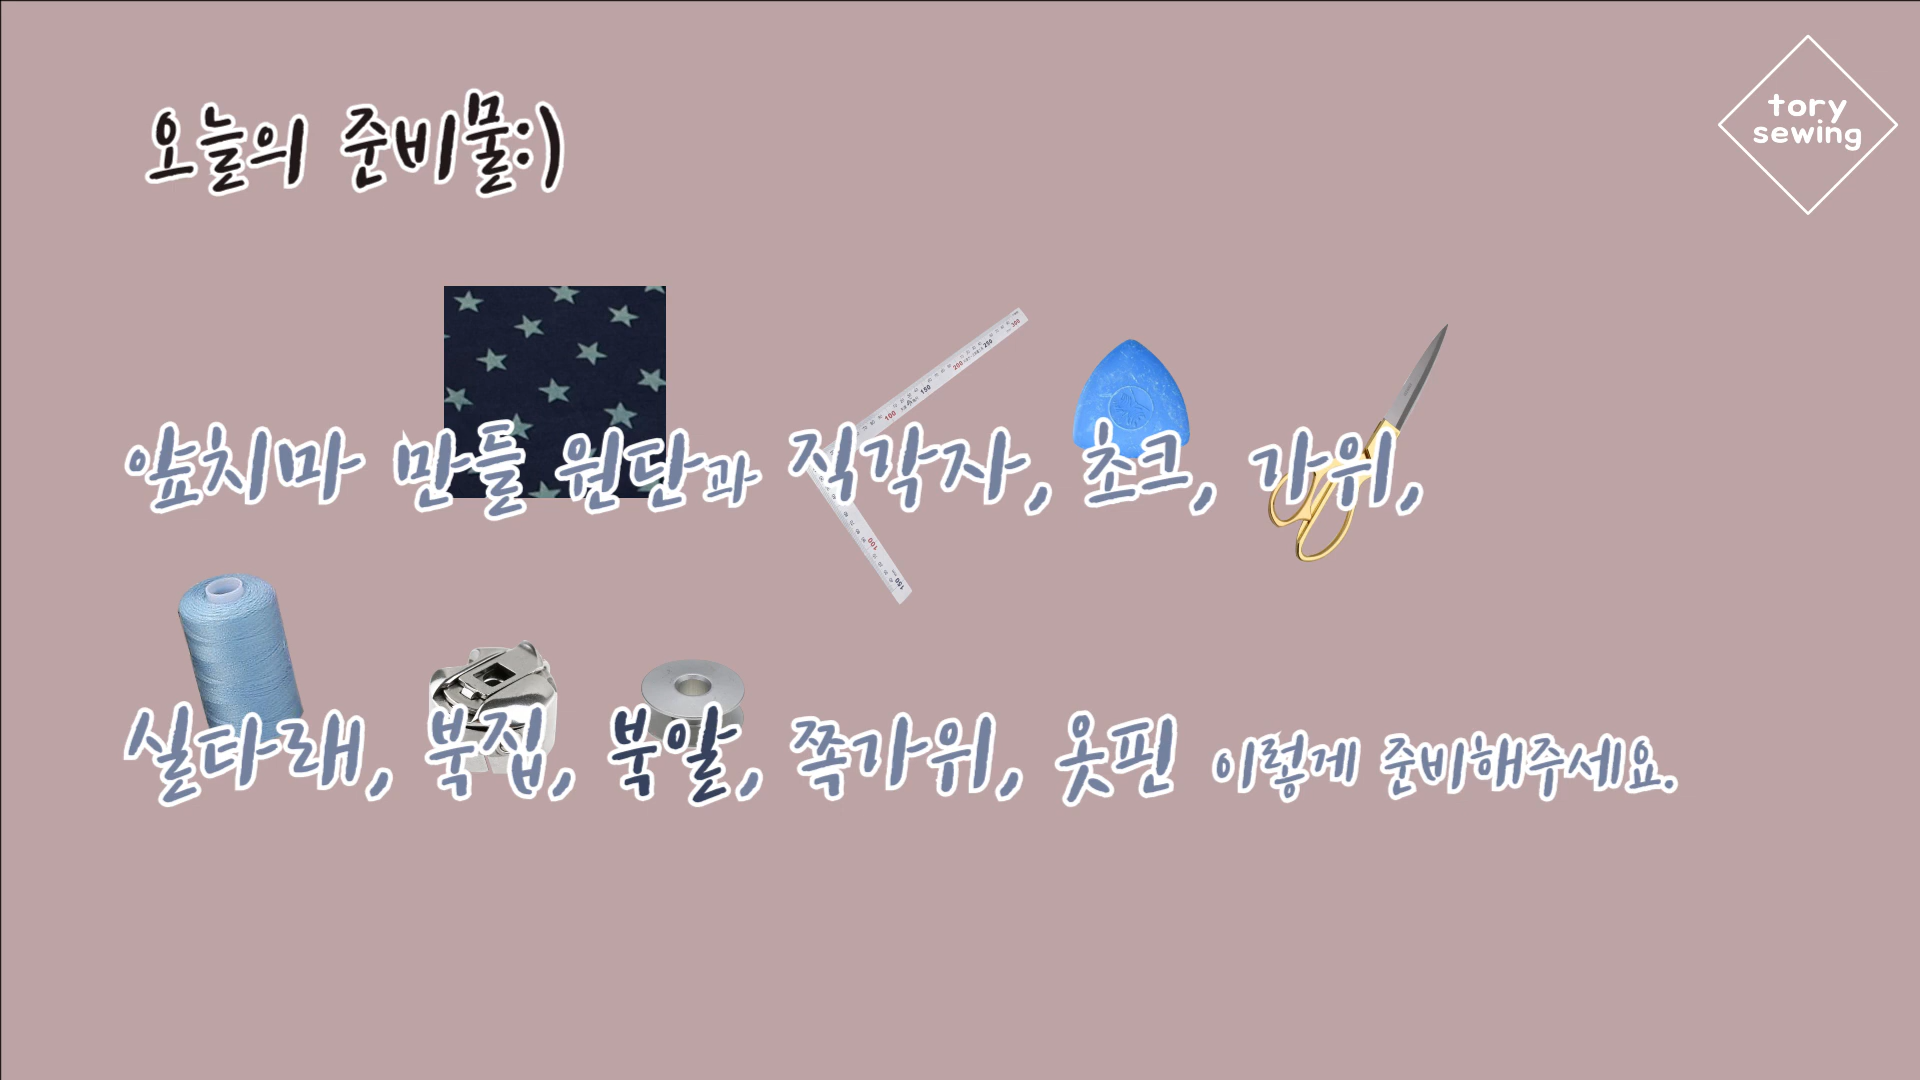 오늘의 준비물:)
tory
sewing
앞치마 만들 원단과 직각자, 초크, 가위,
실타래, 북집, 북알, 쪽가위, 옷핀 이렇게 준비해주세요.